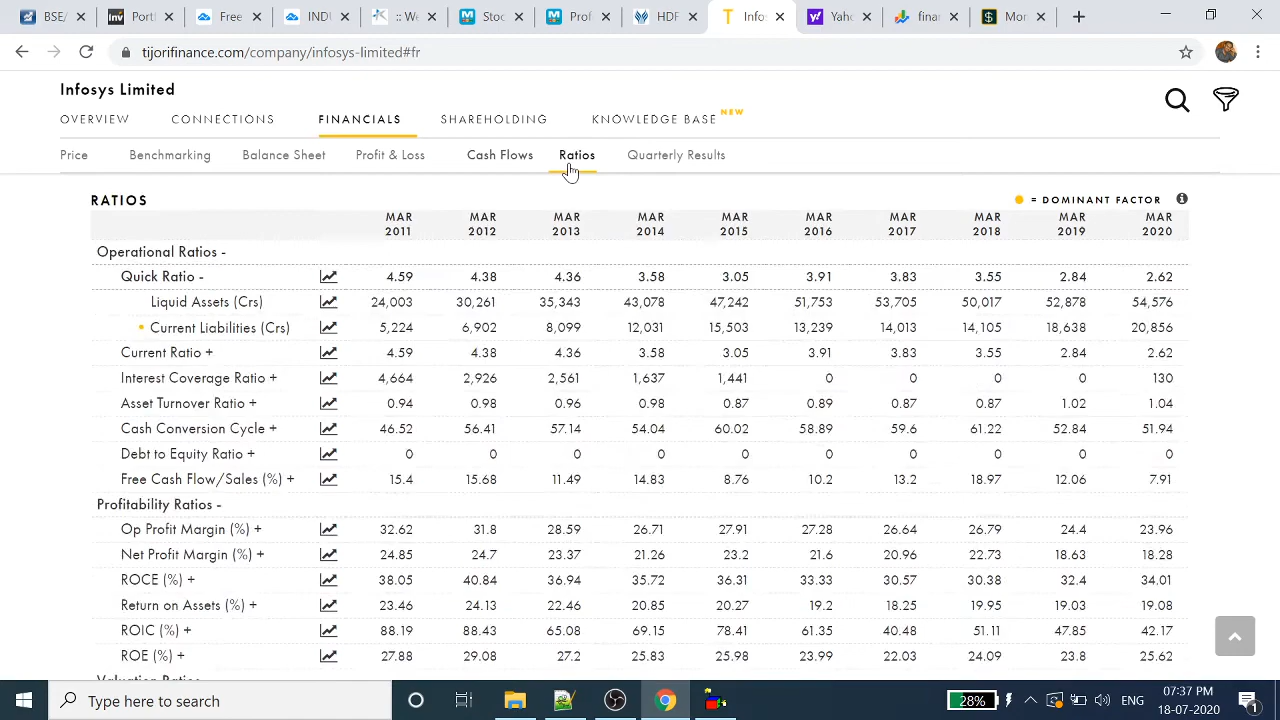 BSE/
Port
Free
INDU
:: We
Stoc
Prof
HDF
Infos
Yaho
finan
Mon
tijorifinance.com/company/infosys-limited#fr
Infosys Limited
OVERVIEW CONNECTIONS FINANCIALS SHAREHOLDING KNOWLEDGE BASE NEW
Price Benchmarking Balance Sheet Profit & Loss Cash Flows Ratios Quarterly Results
RATIOS = DOMINANT FACTOR
MAR MAR MAR MAR MAR MAR MAR MAR MAR MAR
2011 2012 2013 2014 2015 2016 2017 2018 2019 2020
Operational Ratios -
Quick Ratio - 4.59 4.38 4.36 3.58 3.05 3.91 3.83 3.55 2.84 2.62
Liquid Assets (Crs) 24,003 30,261 35,343 43,078 47,242 51,753 53,705 50,017 52,878 54,576
Current Liabilities (Crs) 5,224 6,902 8,099 12,031 15,503 13,239 14,013 14,105 18,638 20,856
Current Ratio + 4.59 4.38 4.36 3.58 3.05 3.91 3.83 3.55 2.84 2.62
Interest Coverage Ratio + 4,664 2,926 2,561 1,637 1,441 0 0 0 0 130
Asset Turnover Ratio + 0.94 0.98 0.96 0.98 0.87 0.89 0.87 0.87 1.02 1.04
Cash Conversion Cycle + 46.52 56.41 57.14 54.04 60.02 58.89 59.6 61.22 52.84 51.94
Debt to Equity Ratio + 0 0 0 0 0 0 0 0 0 0
Free Cash Flow/Sales (%) + 15.4 15.68 11.49 14.83 8.76 10.2 13.2 18.97 12.06 7.91
Profitability Ratios -
Op Profit Margin (%) + 32.62 31.8 28.59 26.71 27.91 27.28 26.64 26.79 24.4 23.96
Net Profit Margin (%) + 24.85 24.7 23.37 21.26 23.2 21.6 20.96 22.73 18.63 18.28
ROCE (%) + 38.05 40.84 36.94 35.72 36.31 33.33 30.57 30.38 32.4 34.01
Return on Assets (%) + 23.46 24.13 22.46 20.85 20.27 19.2 18.25 19.95 19.03 19.08
ROIC (%) + 88.19 88.43 65.08 69.15 78.41 61.35 40.48 51.11 47.85 42.17
ROE (%) + 27.88 29.08 27.2 25.83 25.98 23.99 22.03 24.09 23.8 25.62
Type here to search
28%
ENG
07:37 PM
18-07-2020
1